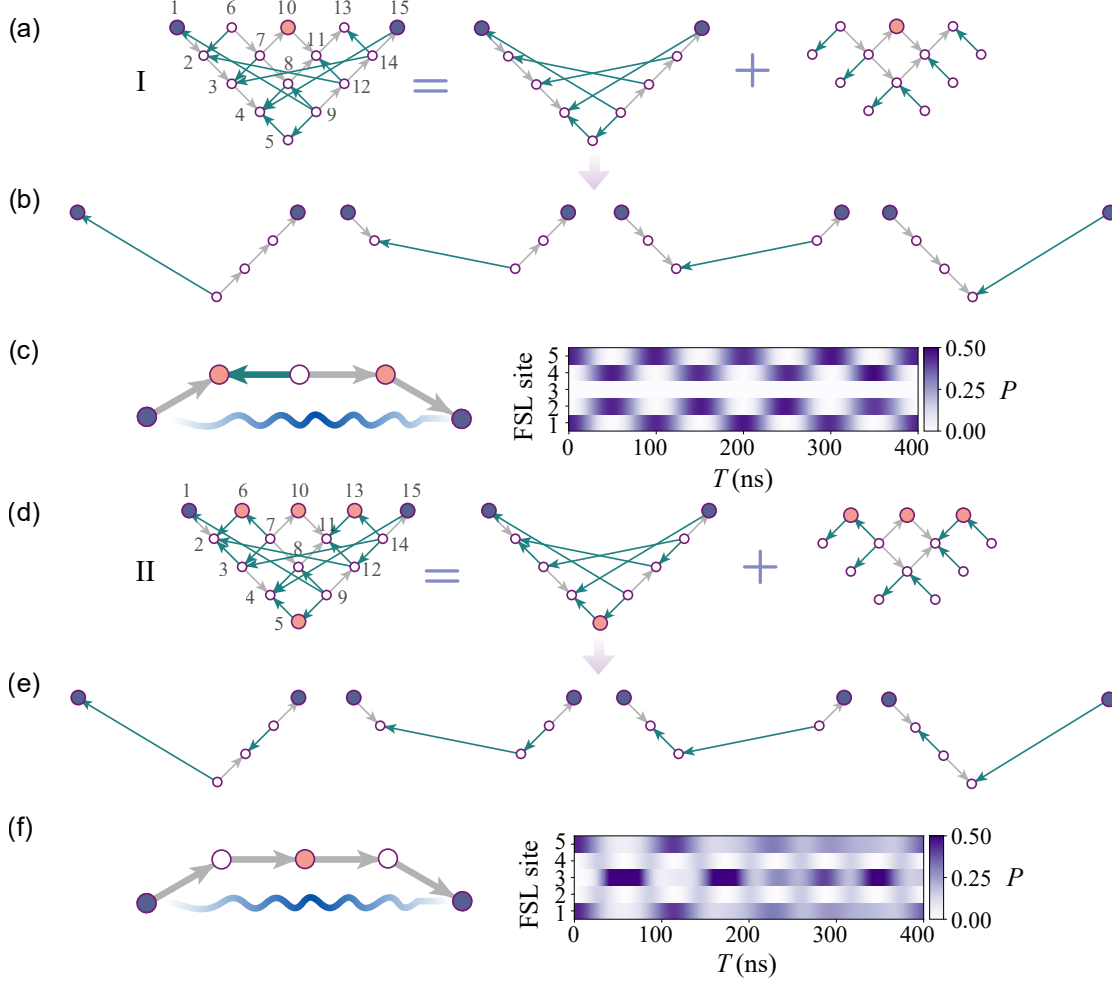 (a)
1 6 10 13 15
7 11
2 8 14
I 3 12 = +
4 9
5
(b)
(c)
FSL site
5
4
3
2
1
0 100 200 300 400
T (ns)
0.50
0.25 P
0.00
(d)
1 6 10 13 15
7 11
2 8 14
II 3 12 = +
4 9
5
(e)
(f)
FSL site
5
4
3
2
1
0 100 200 300 400
T (ns)
0.50
0.25 P
0.00